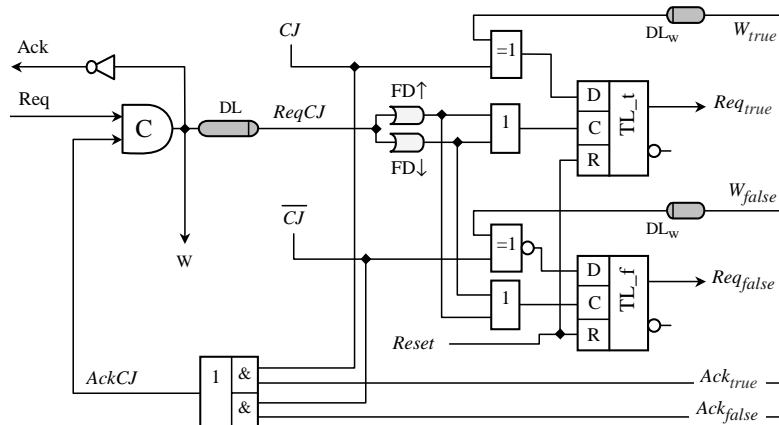 CJ
=1
DLw
Wtrue
Ack
Req
C
DL
ReqCJ
FD↑
FD↓
1
D
C
R
TL_t
Reqtrue
W
CJ
=1
DLw
Wfalse
1
D
C
R
TL_f
Reqfalse
Reset
AckCJ
1
&
&
Acktrue
Ackfalse